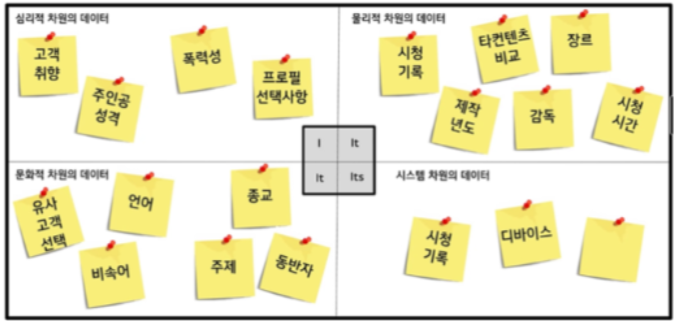 심리적 차원의 데이터
고객
취향
주인공
성격
폭력성
프로필
선택사항
물리적 차원의 데이터
시청
기록
타컨텐츠
비교
장르
제작
년도
감독
시청
시간
I It
It Its
문화적 차원의 데이터
유사
고객
선택
언어
비속어
종교
주제
동반자
시스템 차원의 데이터
시청
기록
디바이스